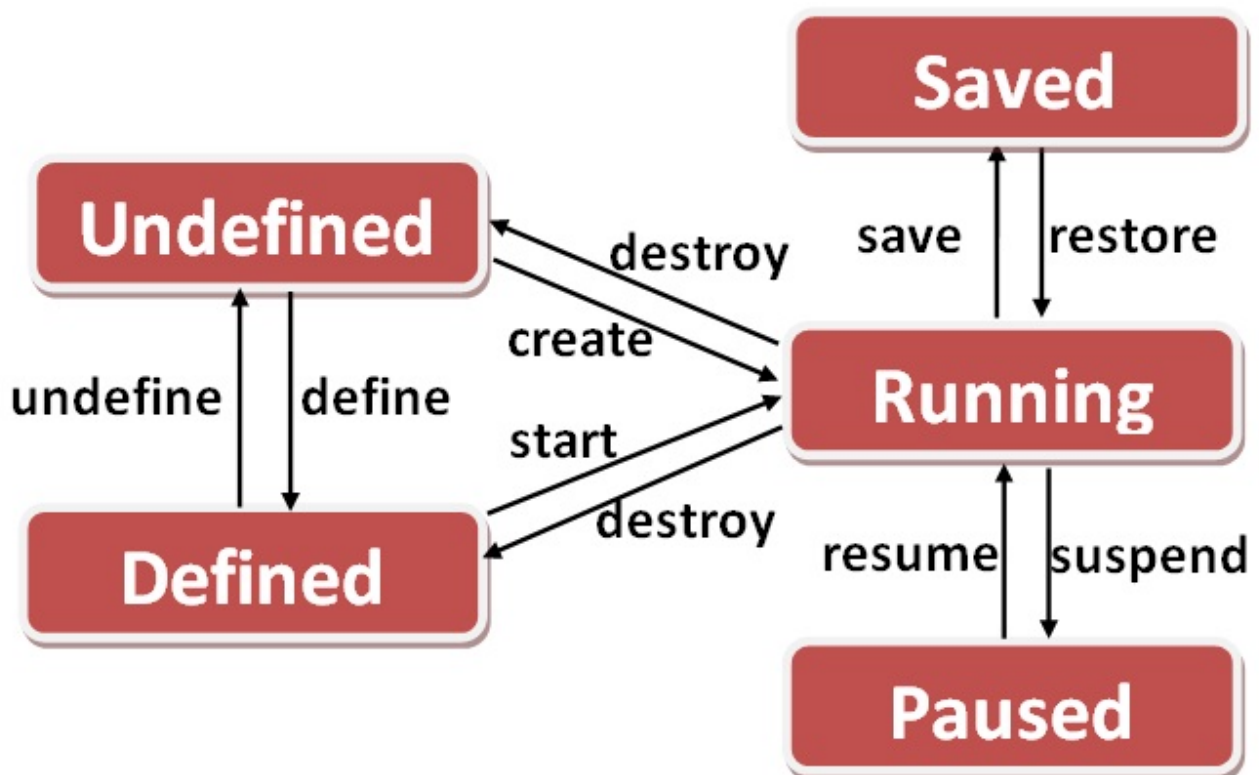 Saved
Undefined
save
restore
destroy
create
undefine
define
Running
start
destroy
resume
suspend
Defined
Paused